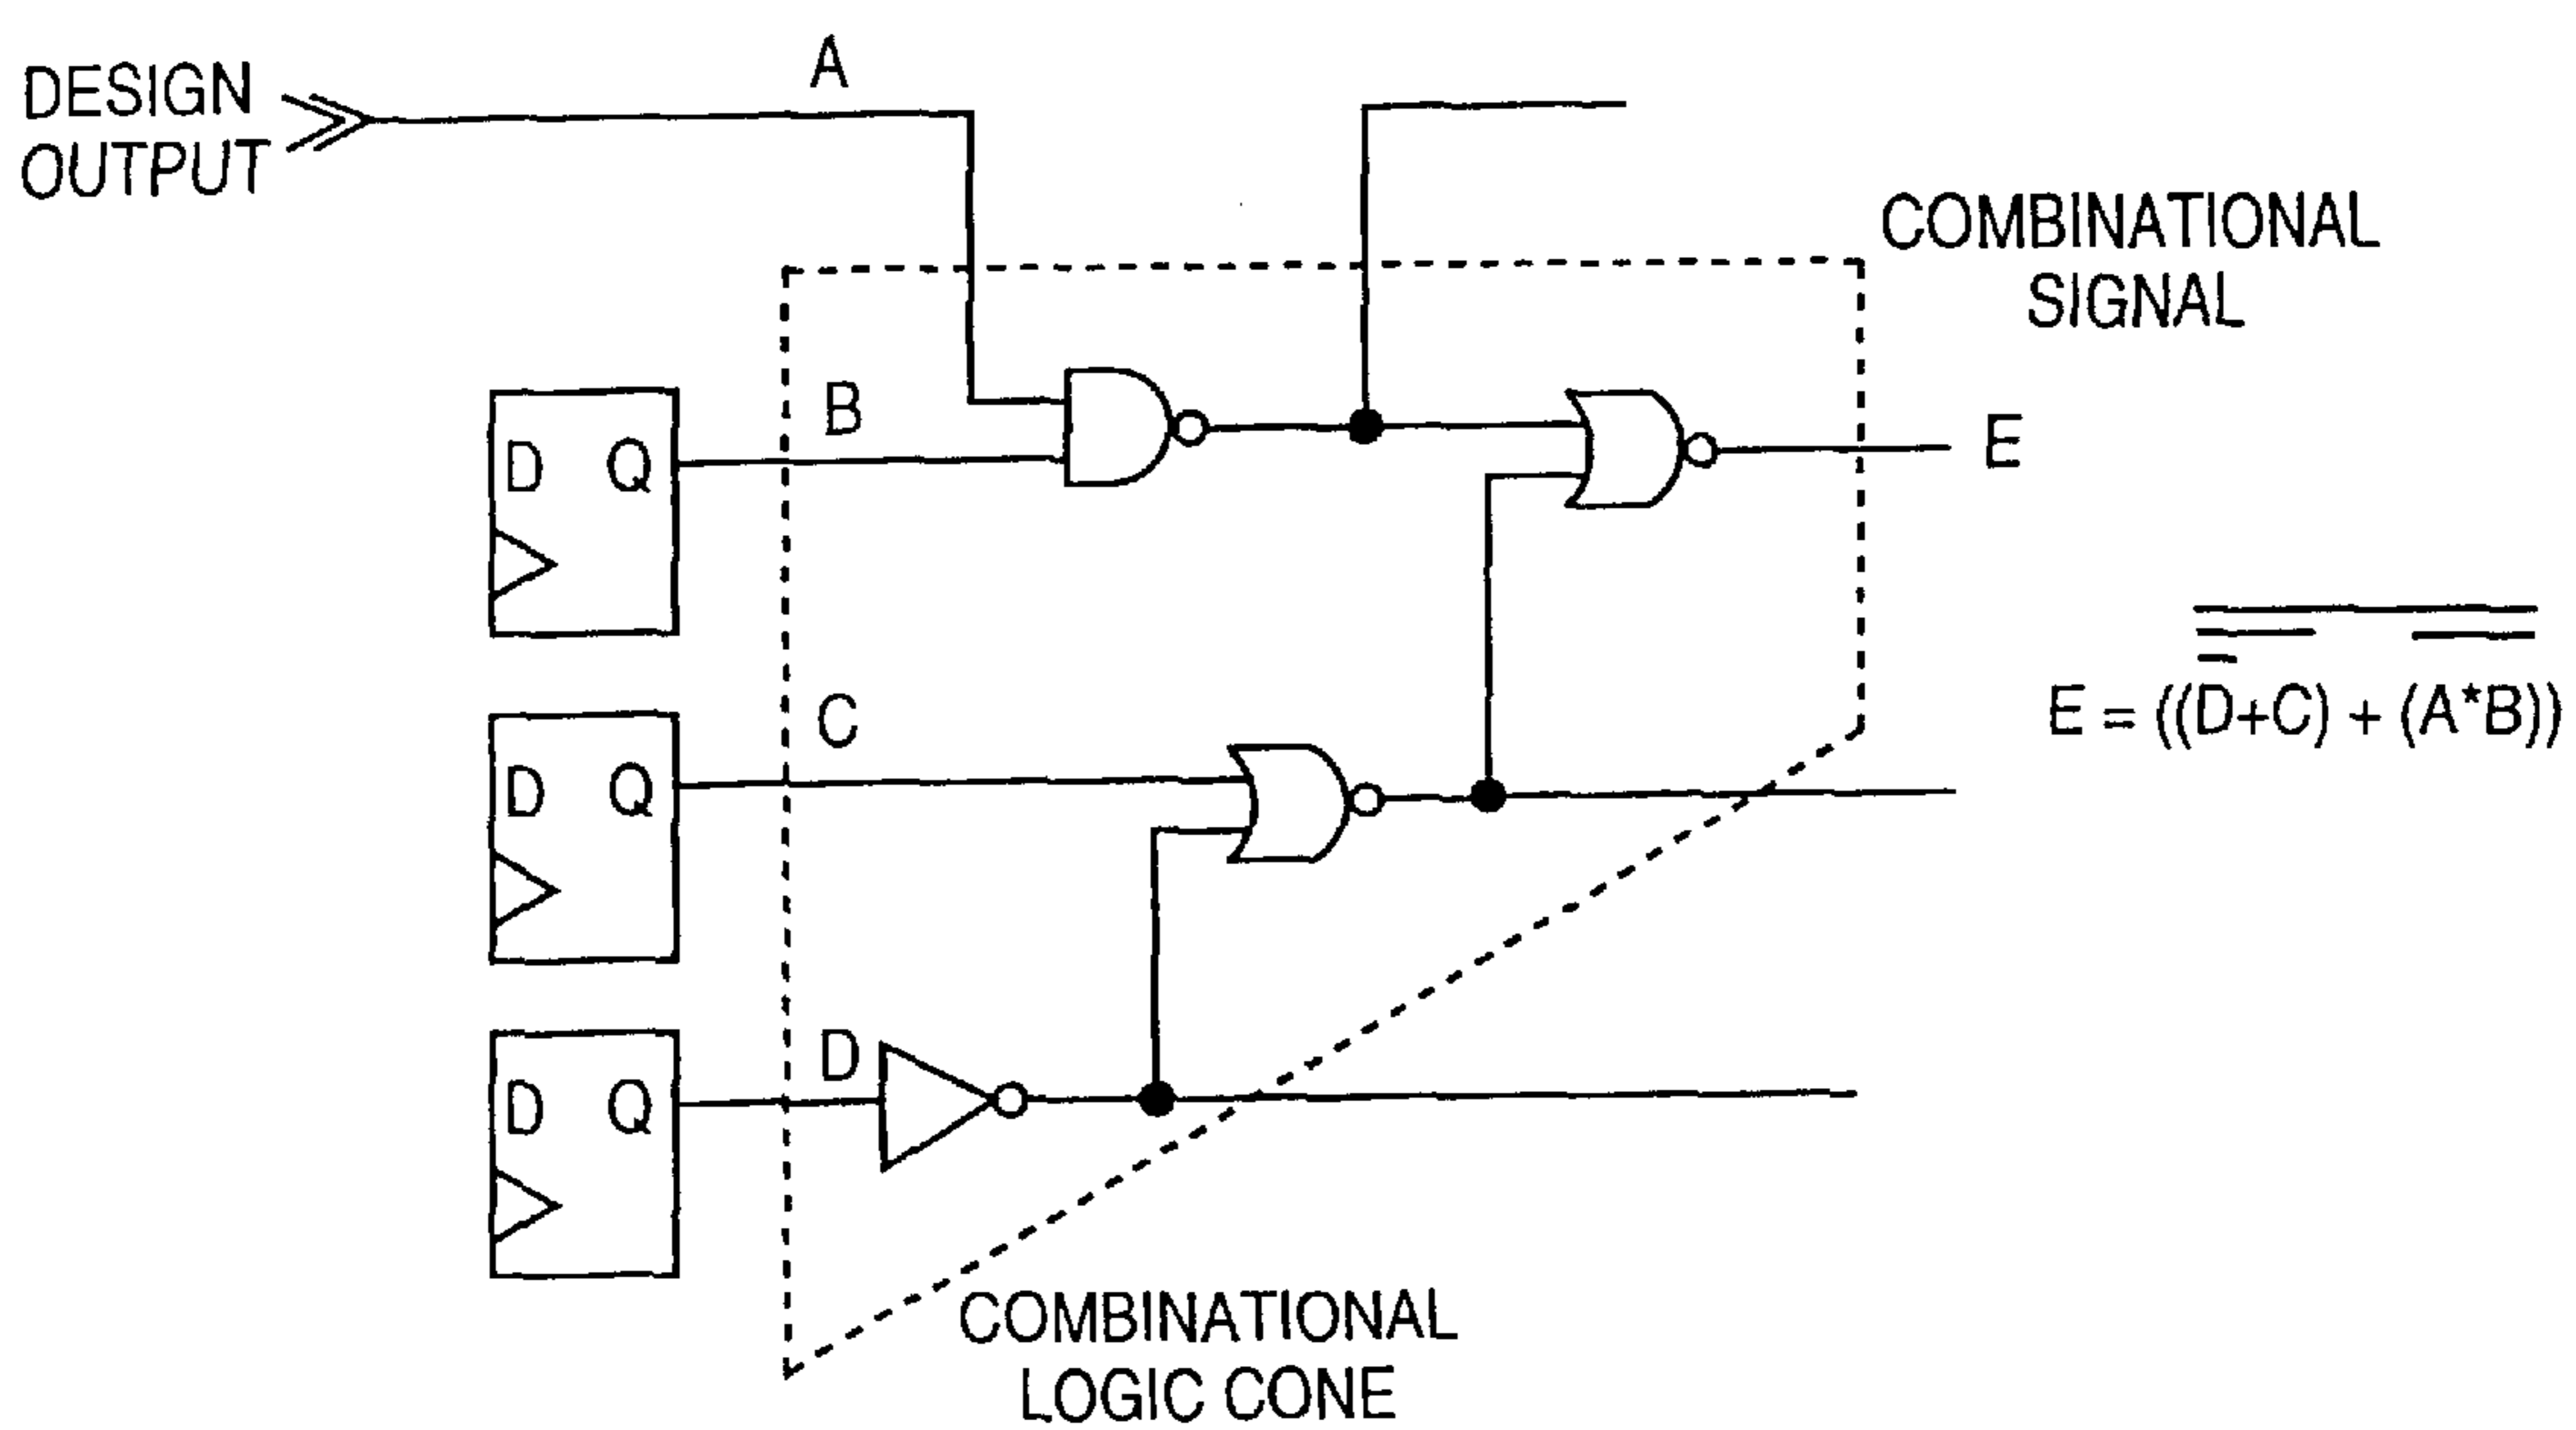 DESIGN
OUTPUT
A
COMBINATIONAL
SIGNAL
B
E
D Q
C
E = ((D+C) + (A*B))
D Q
D
D Q
COMBINATIONAL
LOGIC CONE